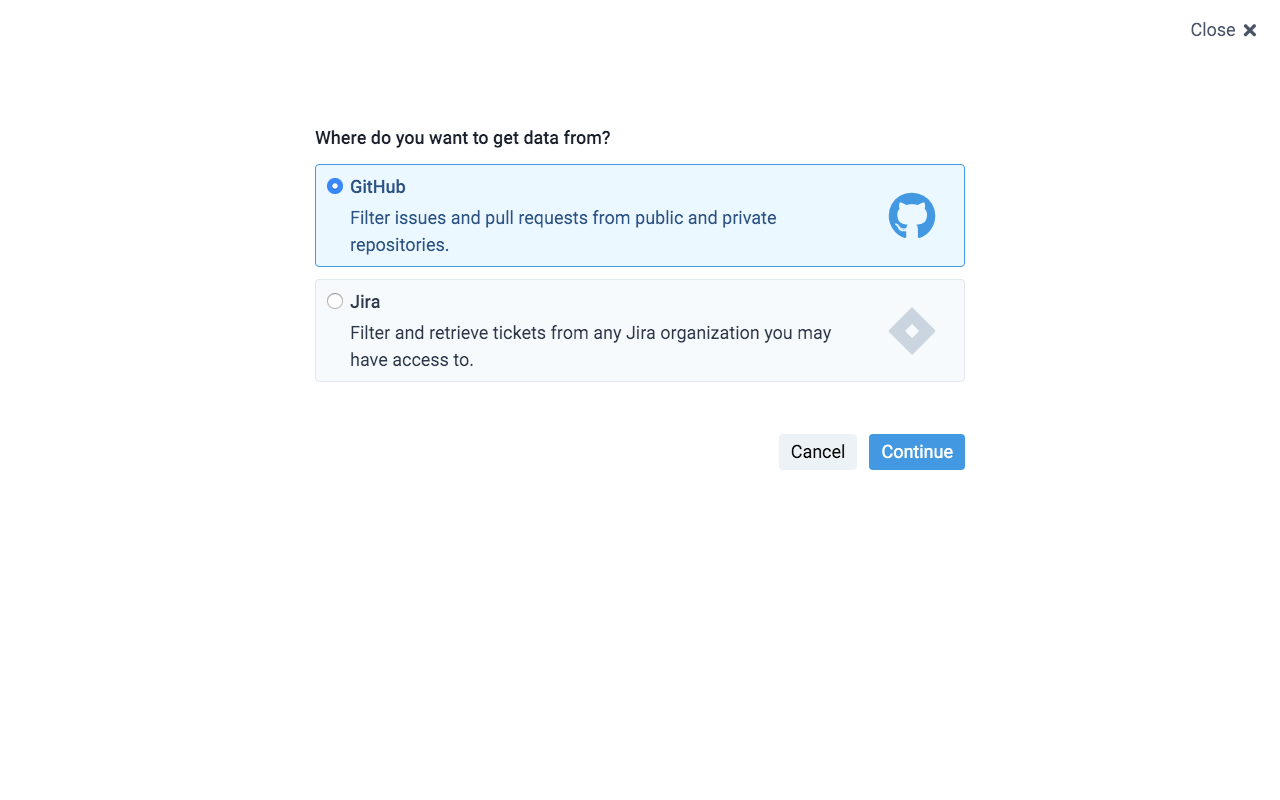 Close
Where do you want to get data from?
GitHub
Filter issues and pull requests from public and private
repositories.
Jira
Filter and retrieve tickets from any Jira organization you may
have access to.
Cancel
Continue